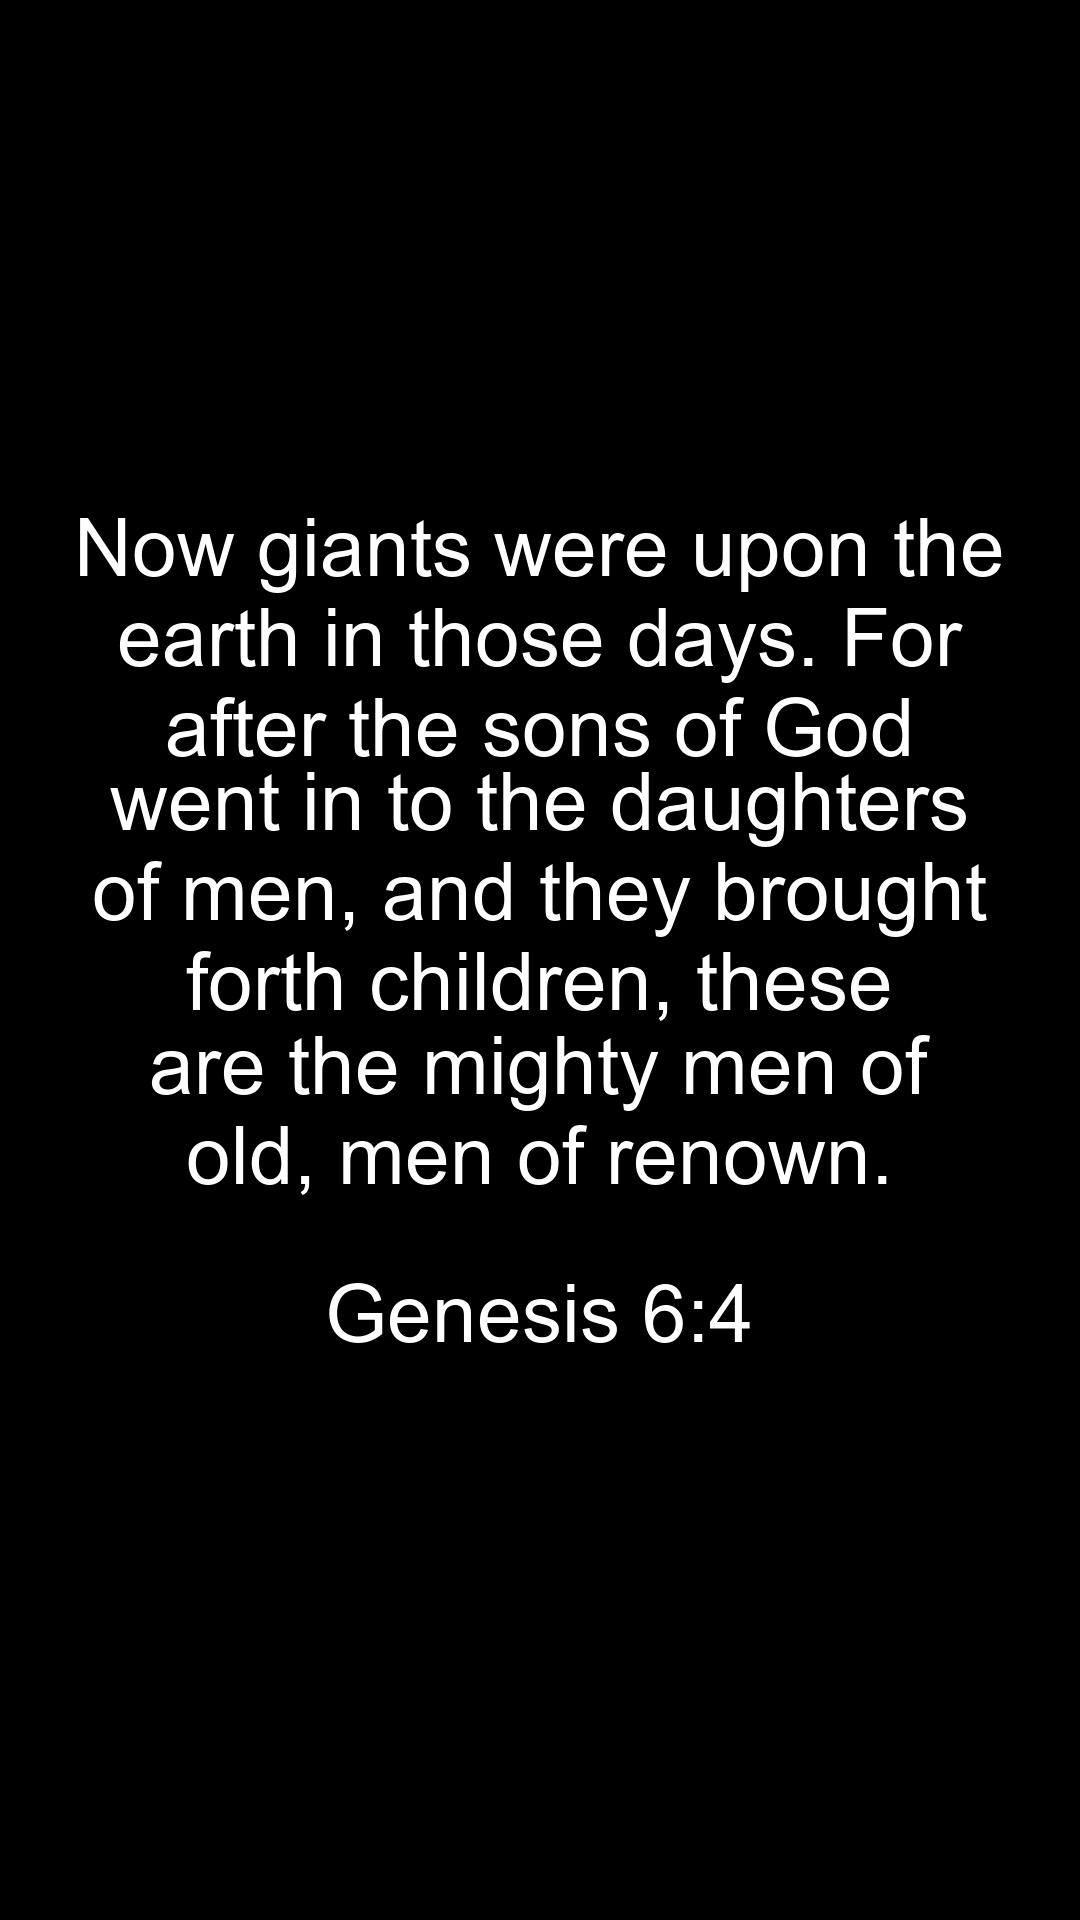 Now giants were upon the
earth in those days. For
after the sons of God
went in to the daughters
of men, and they brought
forth children, these
are the mighty men of
old, men of renown.
Genesis 6:4